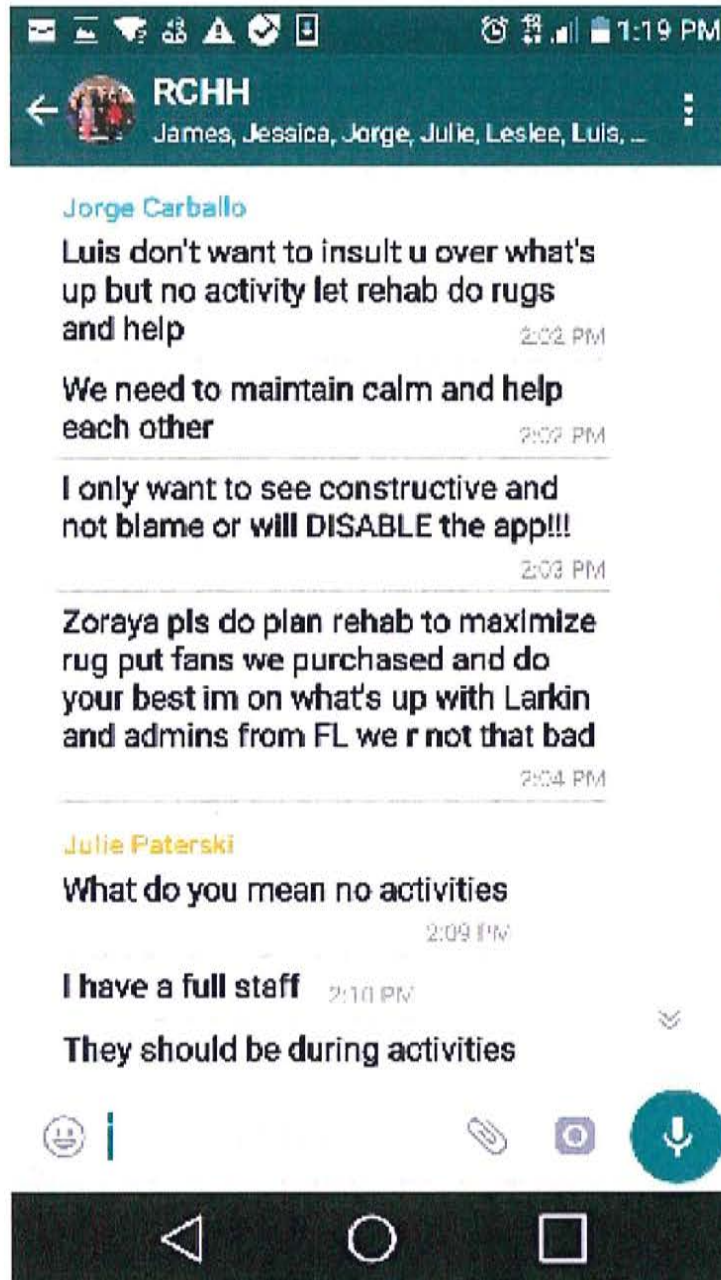 1:19 PM
RCHH
James, Jessica, Jorge, Julie, Leslee, Luis, ...
Jorge Carballo
Luis don't want to insult u over what's
up but no activity let rehab do rugs
and help
2:02 PM
We need to maintain calm and help
each other
2:02 PM
I only want to see constructive and
not blame or will DISABLE the app!!!
2:03 PM
Zoraya pls do plan rehab to maximize
rug put fans we purchased and do
your best im on what's up with Larkin
and admins from FL we r not that bad
2:04 PM
Julie Paterski
What do you mean no activities
2:09 PM
I have a full staff 2:10 PM
They should be during activities